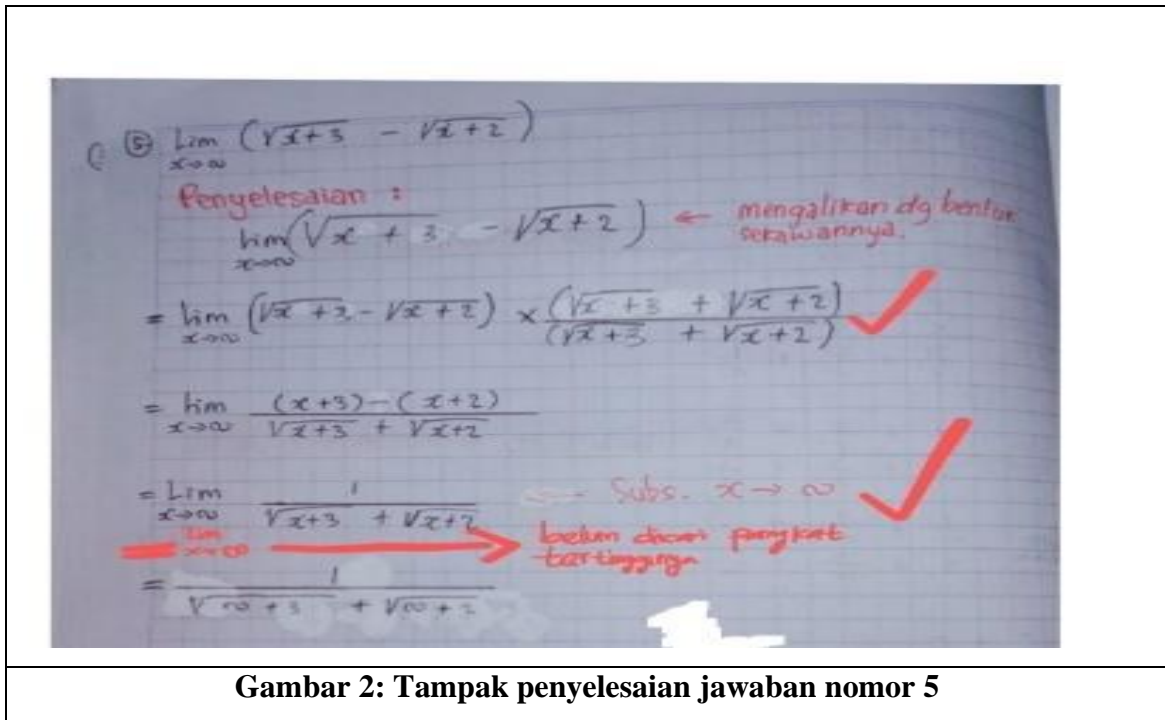 ⑤ Lim (√x+3 - √x+2)
x→∞
Penyelesaian :
lim (√x + 3 - √x+2) ← mengalikan dg bentuk
x→∞ sekawannya.
= lim (√x +3 - √x+2) × (√x+3 + √x+2)
x→∞ (√x+3 + √x+2)
= lim (x+3)-(x+2)
x→∞ √x+3 + √x+2
= Lim 1 ← Subs. x→∞
x→∞ √x+3 + √x+2
lim
x→∞ → belum dicari pangkat
tertingginya
= 1
√∞+3 + √∞+2
Gambar 2: Tampak penyelesaian jawaban nomor 5